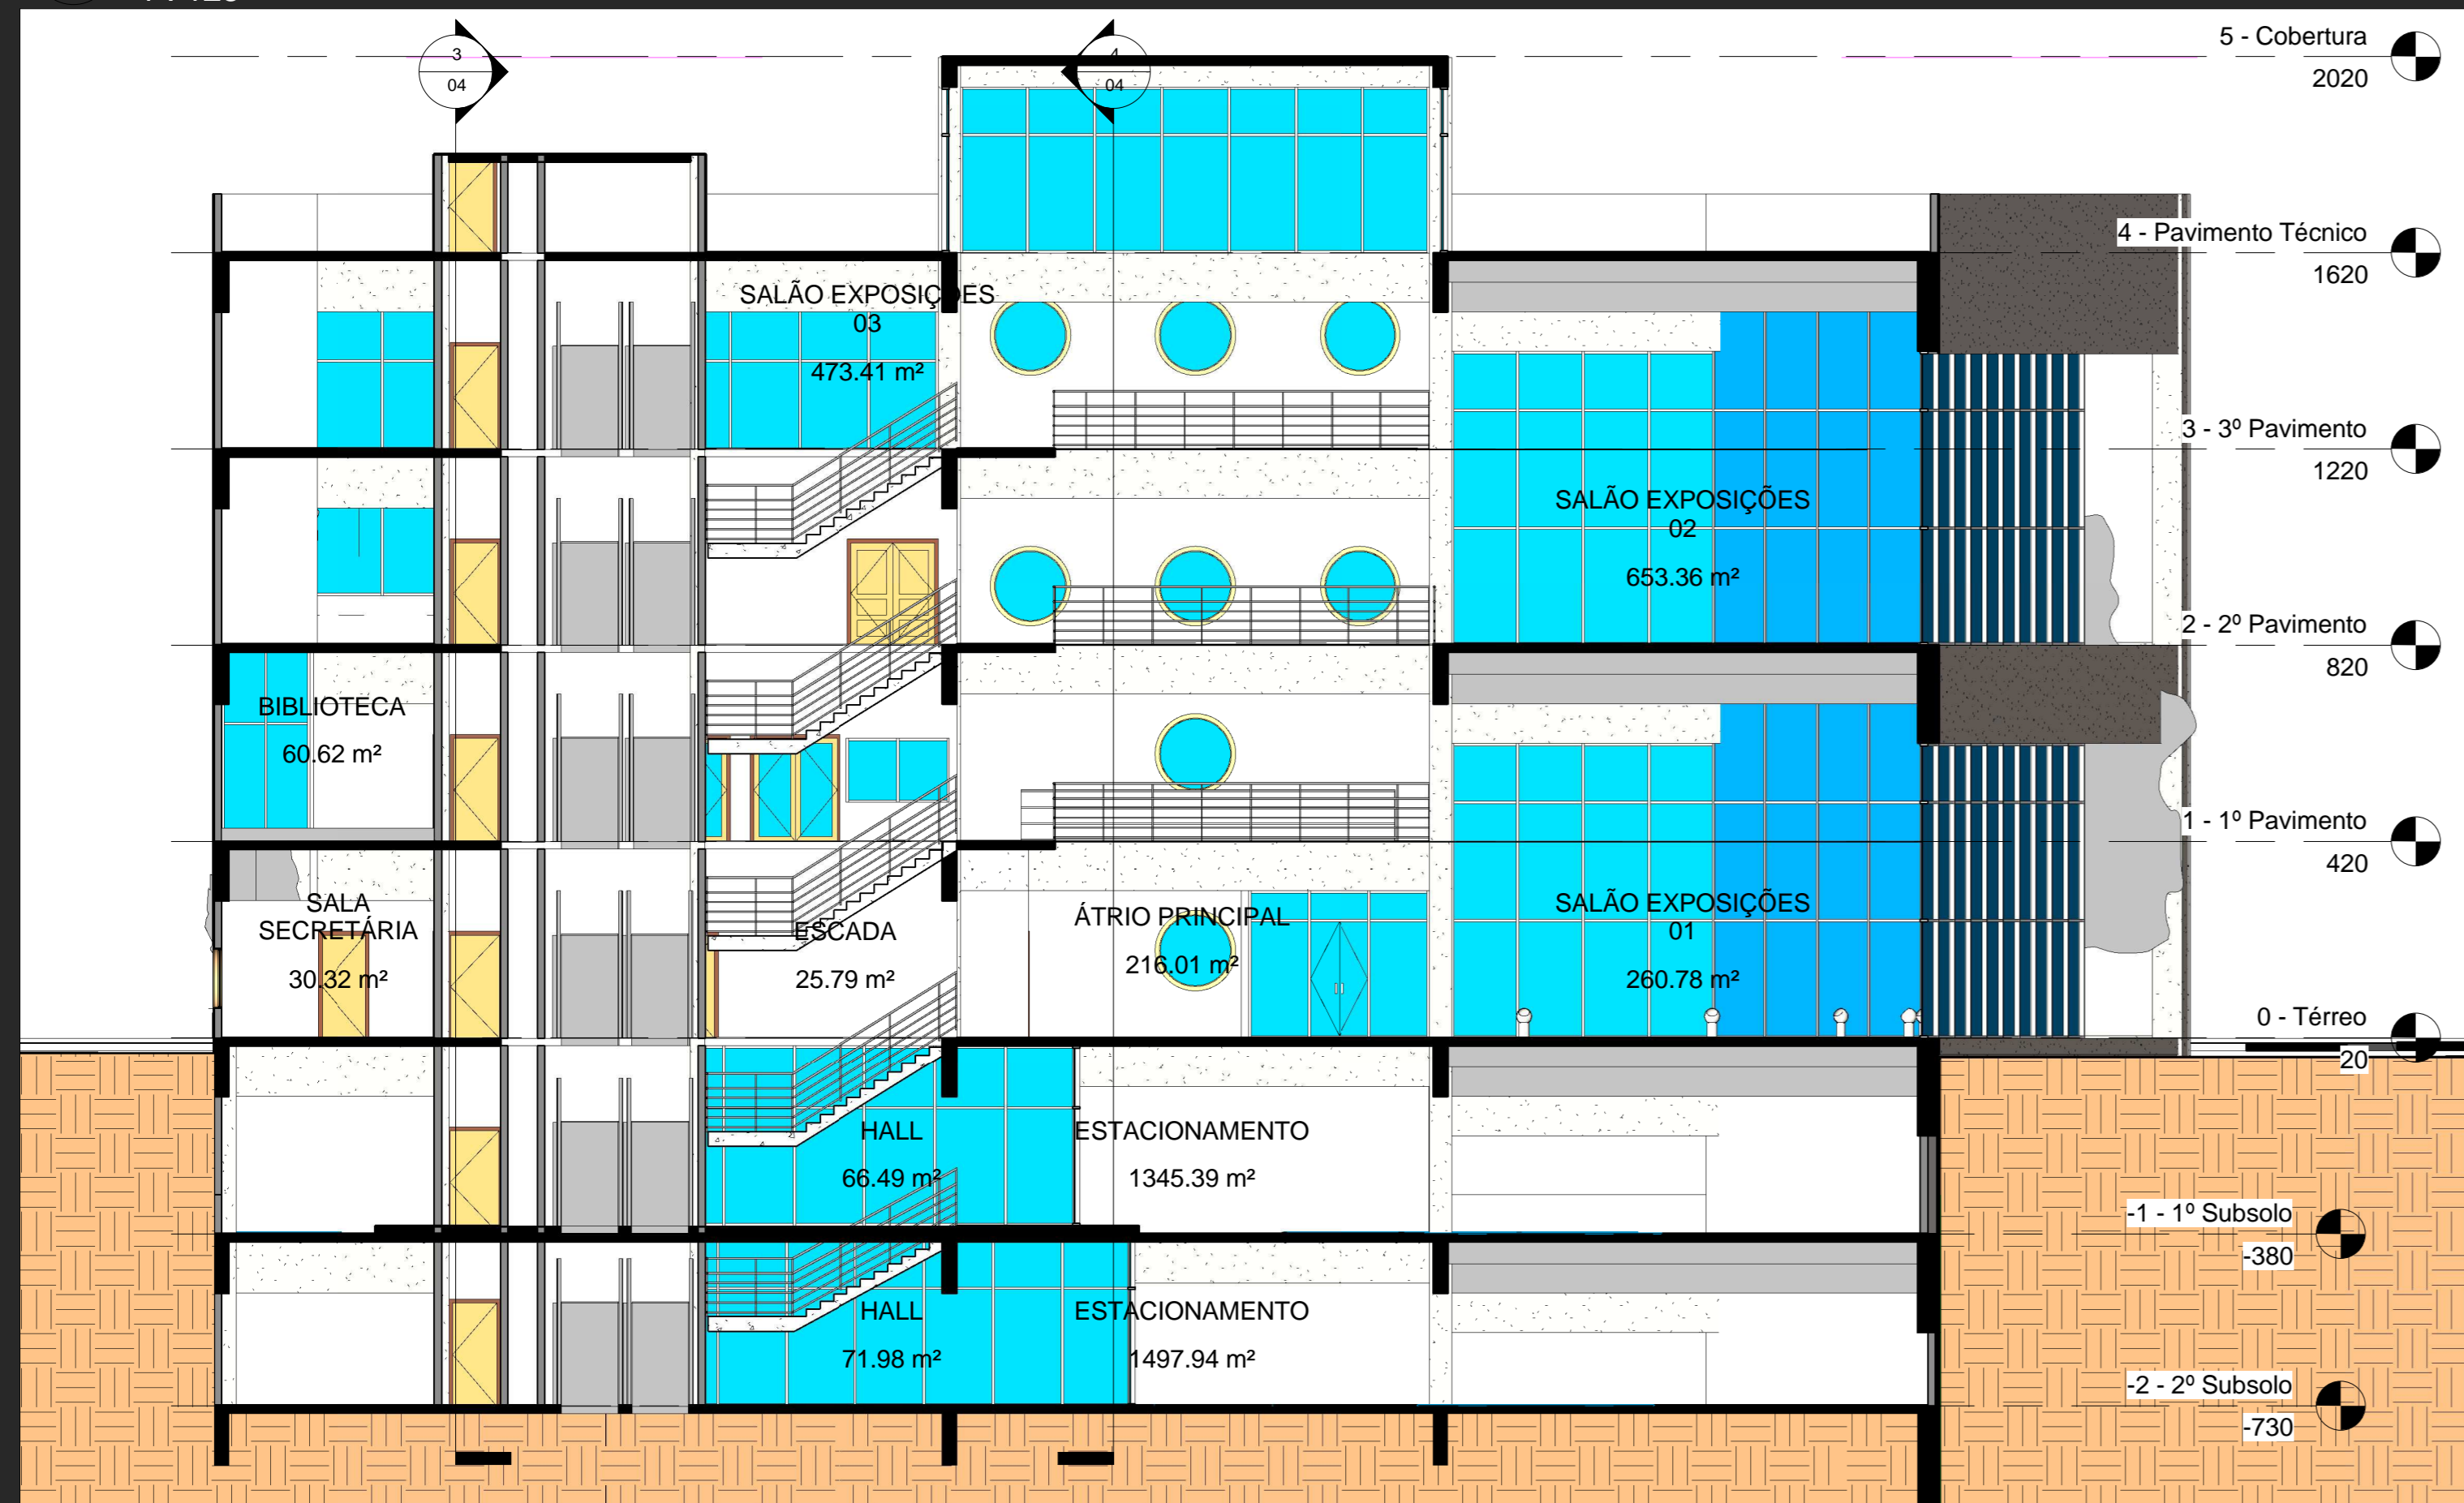 3
04
4
04
5 - Cobertura
2020
4 - Pavimento Técnico
1620
SALÃO EXPOSIÇÕES
03
473.41 m²
3 - 3º Pavimento
1220
SALÃO EXPOSIÇÕES
02
653.36 m²
2 - 2º Pavimento
820
BIBLIOTECA
60.62 m²
1 - 1º Pavimento
420
SALA
SECRETÁRIA
30.32 m²
ESCADA
25.79 m²
ÁTRIO PRINCIPAL
216.01 m²
SALÃO EXPOSIÇÕES
01
260.78 m²
0 - Térreo
20
HALL
66.49 m²
ESTACIONAMENTO
1345.39 m²
-1 - 1º Subsolo
-380
HALL
71.98 m²
ESTACIONAMENTO
1497.94 m²
-2 - 2º Subsolo
-730